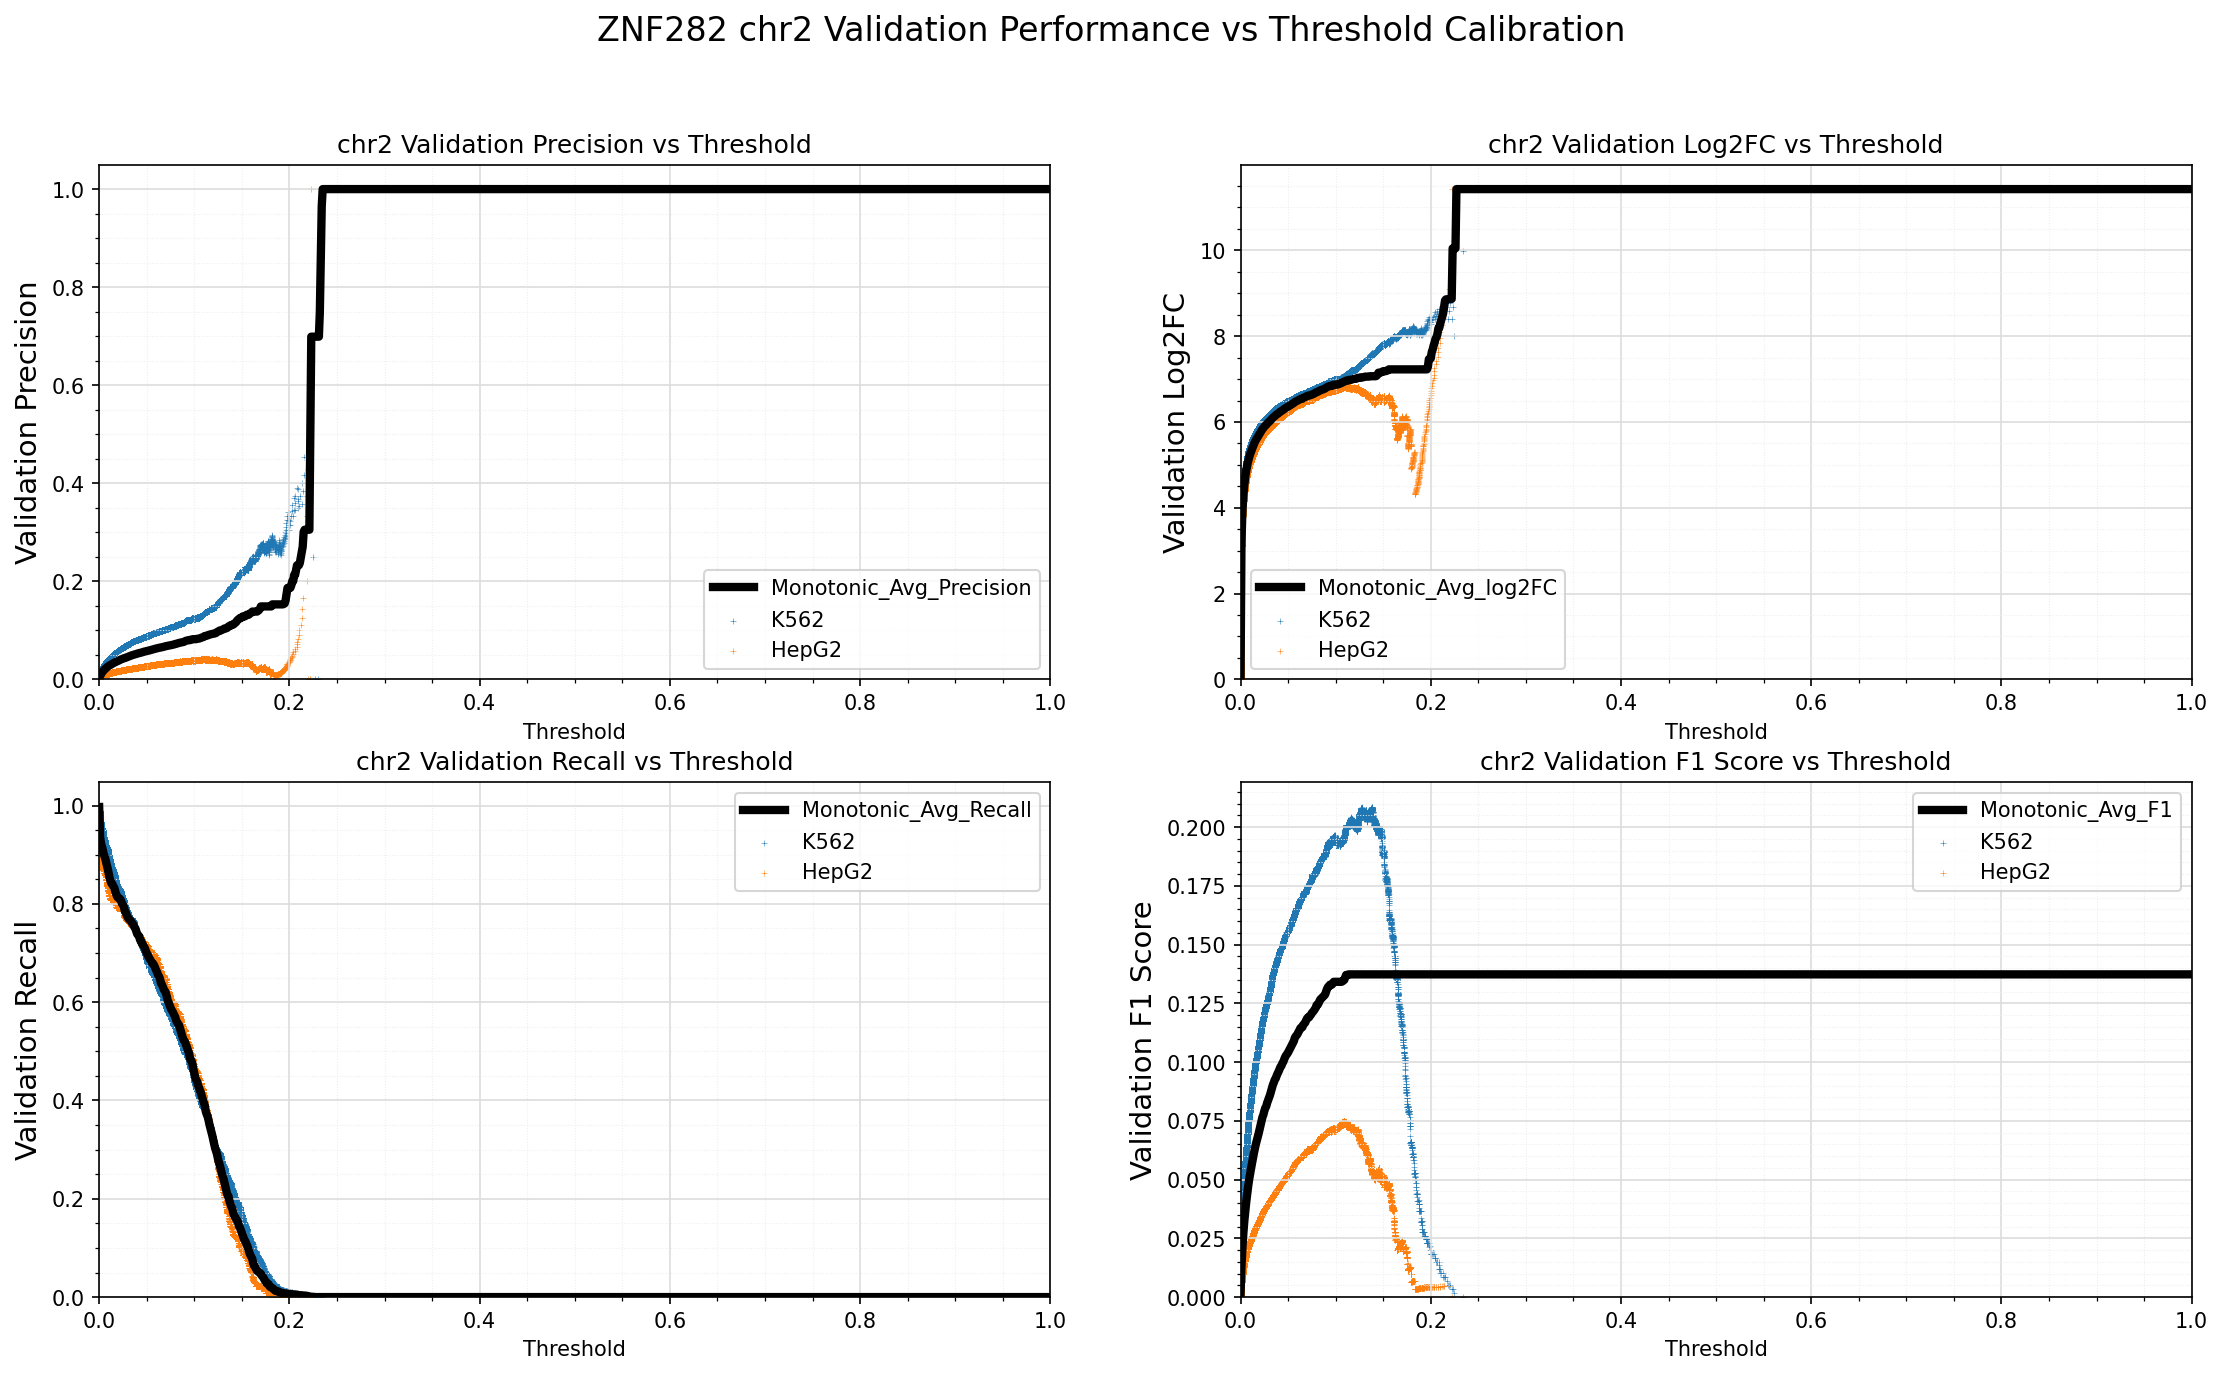 ZNF282 chr2 Validation Performance vs Threshold Calibration
chr2 Validation Precision vs Threshold
Validation Precision
1.0
0.8
0.6
0.4
0.2
0.0
0.0 0.2 0.4 0.6 0.8 1.0
Threshold
Monotonic_Avg_Precision
K562
HepG2
chr2 Validation Log2FC vs Threshold
Validation Log2FC
10
8
6
4
2
0
0.0 0.2 0.4 0.6 0.8 1.0
Threshold
Monotonic_Avg_log2FC
K562
HepG2
chr2 Validation Recall vs Threshold
Validation Recall
1.0
0.8
0.6
0.4
0.2
0.0
0.0 0.2 0.4 0.6 0.8 1.0
Threshold
Monotonic_Avg_Recall
K562
HepG2
chr2 Validation F1 Score vs Threshold
Validation F1 Score
0.200
0.175
0.150
0.125
0.100
0.075
0.050
0.025
0.000
0.0 0.2 0.4 0.6 0.8 1.0
Threshold
Monotonic_Avg_F1
K562
HepG2